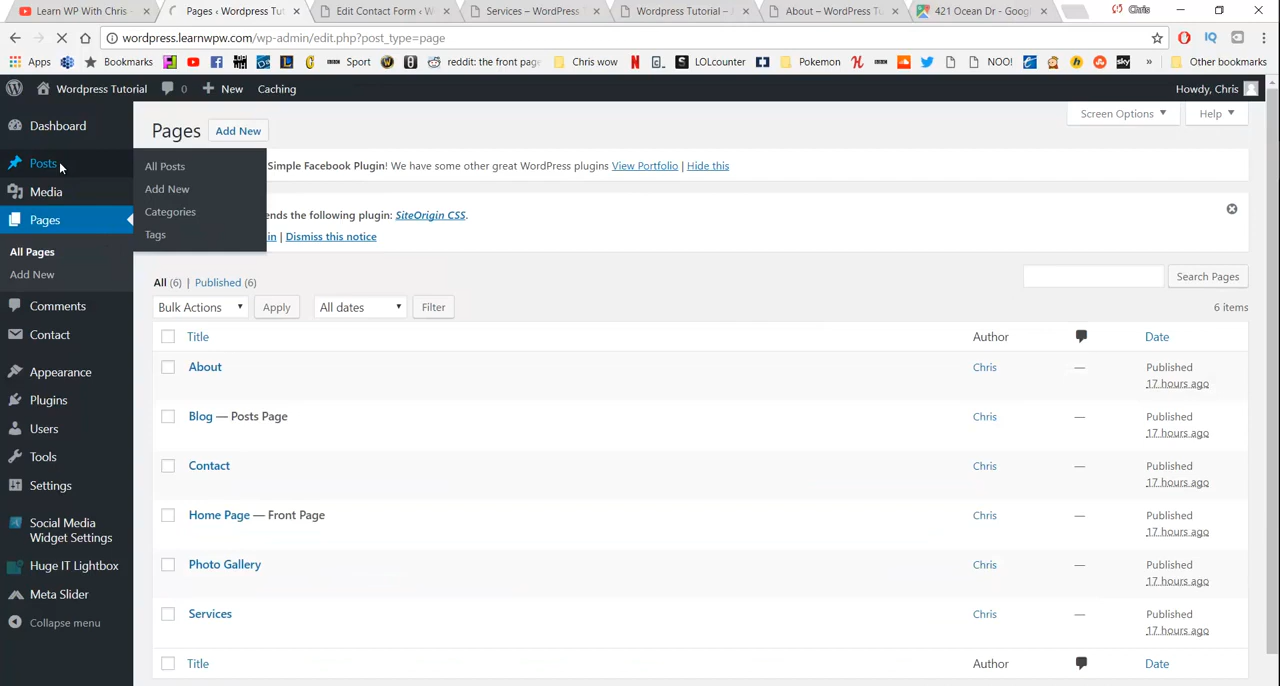 Learn WP With Chris -
Pages ‹ Wordpress Tut
Edit Contact Form ‹ W
Services – WordPress
Wordpress Tutorial –
About – WordPress Tu
421 Ocean Dr - Goog
Chris
wordpress.learnwpw.com/wp-admin/edit.php?post_type=page
Apps
Bookmarks
Sport
reddit: the front page
Chris wow
LOLcounter
Pokemon
NOO!
sky
»
Other bookmarks
Wordpress Tutorial
0
New
Caching
Howdy, Chris
Screen Options
Help
Dashboard
Posts
Media
Pages
All Pages
Add New
Comments
Contact
Appearance
Plugins
Users
Tools
Settings
Social Media
Widget Settings
Huge IT Lightbox
Meta Slider
Collapse menu
All Posts
Add New
Categories
Tags
Pages
Add New
Simple Facebook Plugin! We have some other great WordPress plugins View Portfolio | Hide this
ends the following plugin: SiteOrigin CSS.
in | Dismiss this notice
All (6) | Published (6)
Search Pages
Bulk Actions
Apply
All dates
Filter
6 items
Title Author Date
About Chris — Published
17 hours ago
Blog — Posts Page Chris — Published
17 hours ago
Contact Chris — Published
17 hours ago
Home Page — Front Page Chris — Published
17 hours ago
Photo Gallery Chris — Published
17 hours ago
Services Chris — Published
17 hours ago
Title Author Date